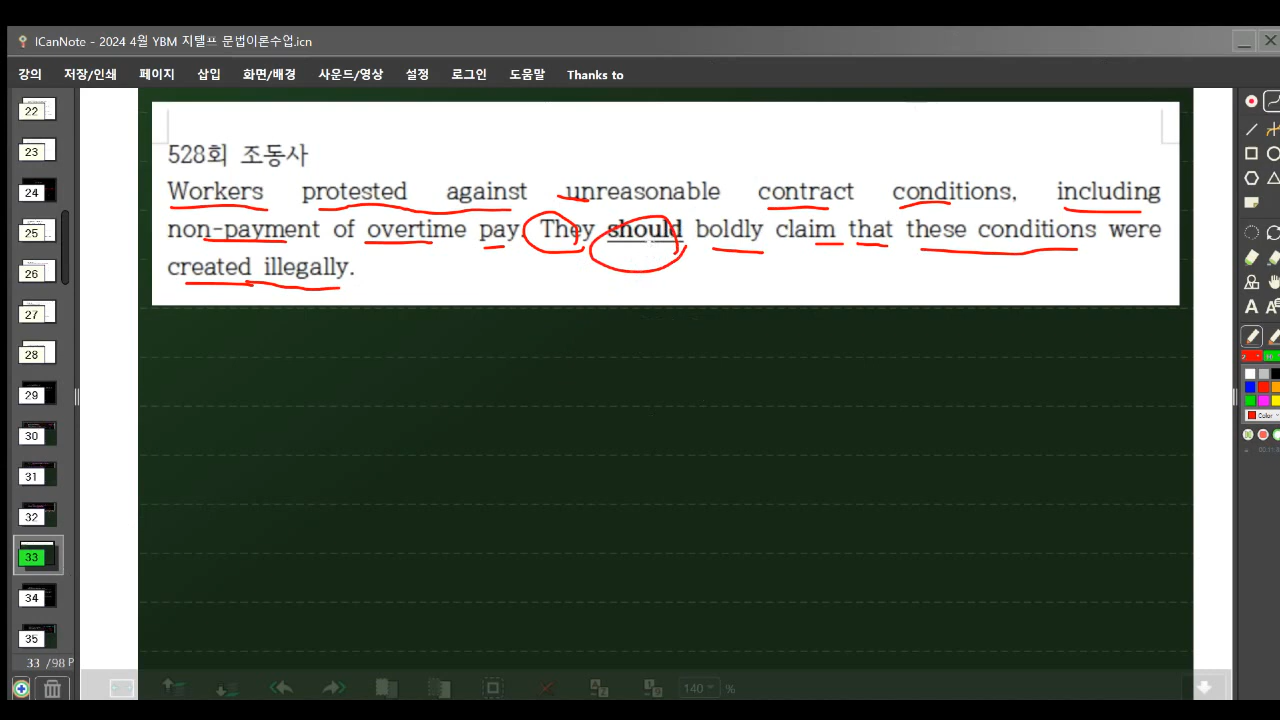 ICanNote - 2024 4월 YBM 지텔프 문법이론수업.icn
강의 저장/인쇄 페이지 삽입 화면/배경 사운드/영상 설정 로그인 도움말 Thanks to
22
23
24
25
26
27
28
29
30
31
32
33
34
35
33 /98 P
528회 조동사
Workers protested against unreasonable contract conditions, including
non-payment of overtime pay. They should boldly claim that these conditions were
created illegally.
A
Color
140 %